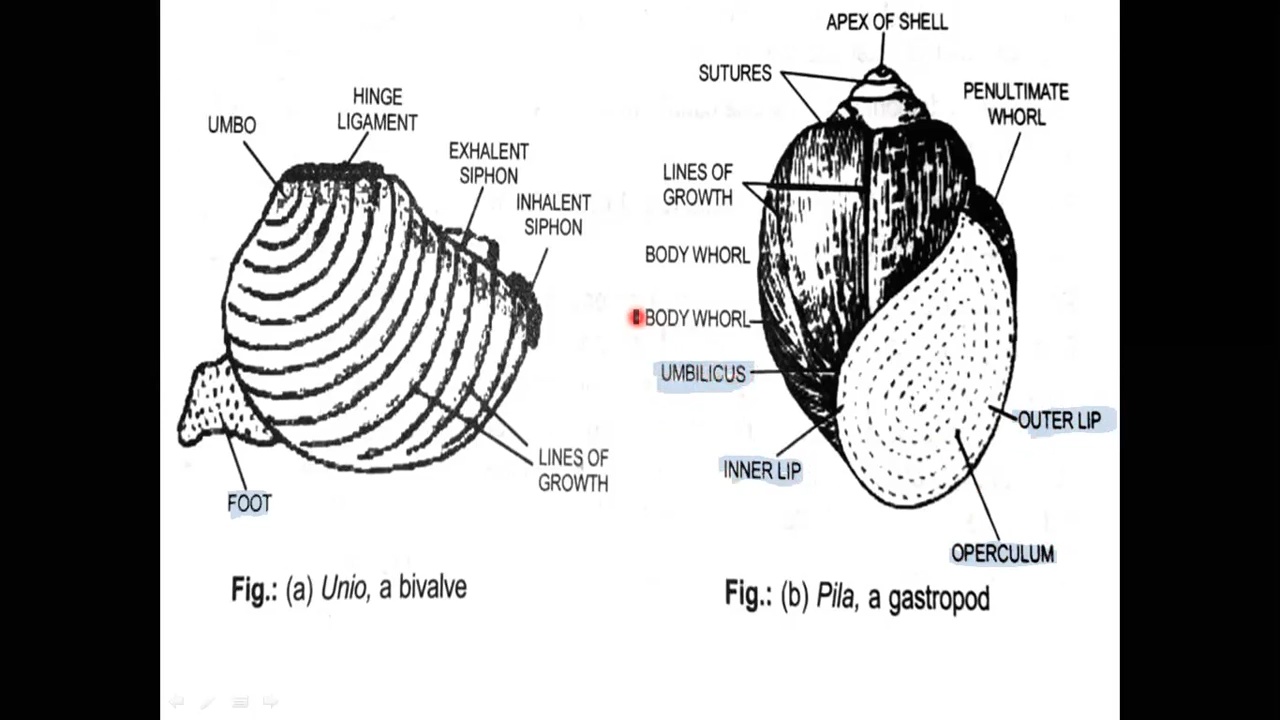 UMBO
HINGE
LIGAMENT
EXHALENT
SIPHON
INHALENT
SIPHON
LINES OF
GROWTH
FOOT
Fig.: (a) Unio, a bivalve
APEX OF SHELL
SUTURES
PENULTIMATE
WHORL
LINES OF
GROWTH
BODY WHORL
BODY WHORL
UMBILICUS
INNER LIP
OUTER LIP
OPERCULUM
Fig.: (b) Pila, a gastropod